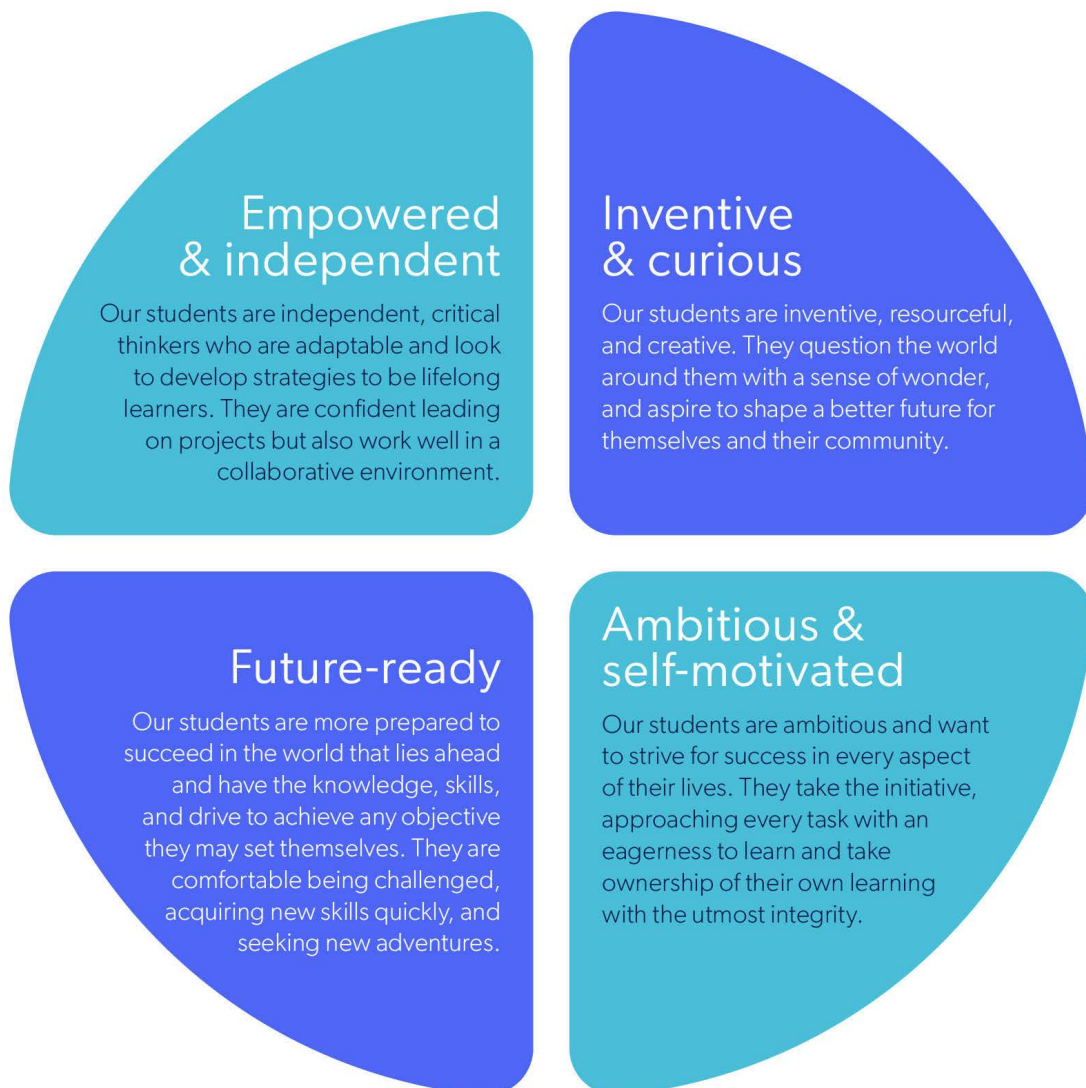 Empowered
& independent
Our students are independent, critical
thinkers who are adaptable and look
to develop strategies to be lifelong
learners. They are confident leading
on projects but also work well in a
collaborative environment.
Inventive
& curious
Our students are inventive, resourceful,
and creative. They question the world
around them with a sense of wonder,
and aspire to shape a better future for
themselves and their community.
Future-ready
Our students are more prepared to
succeed in the world that lies ahead
and have the knowledge, skills,
and drive to achieve any objective
they may set themselves. They are
comfortable being challenged,
acquiring new skills quickly, and
seeking new adventures.
Ambitious &
self-motivated
Our students are ambitious and want
to strive for success in every aspect
of their lives. They take the initiative,
approaching every task with an
eagerness to learn and take
ownership of their own learning
with the utmost integrity.